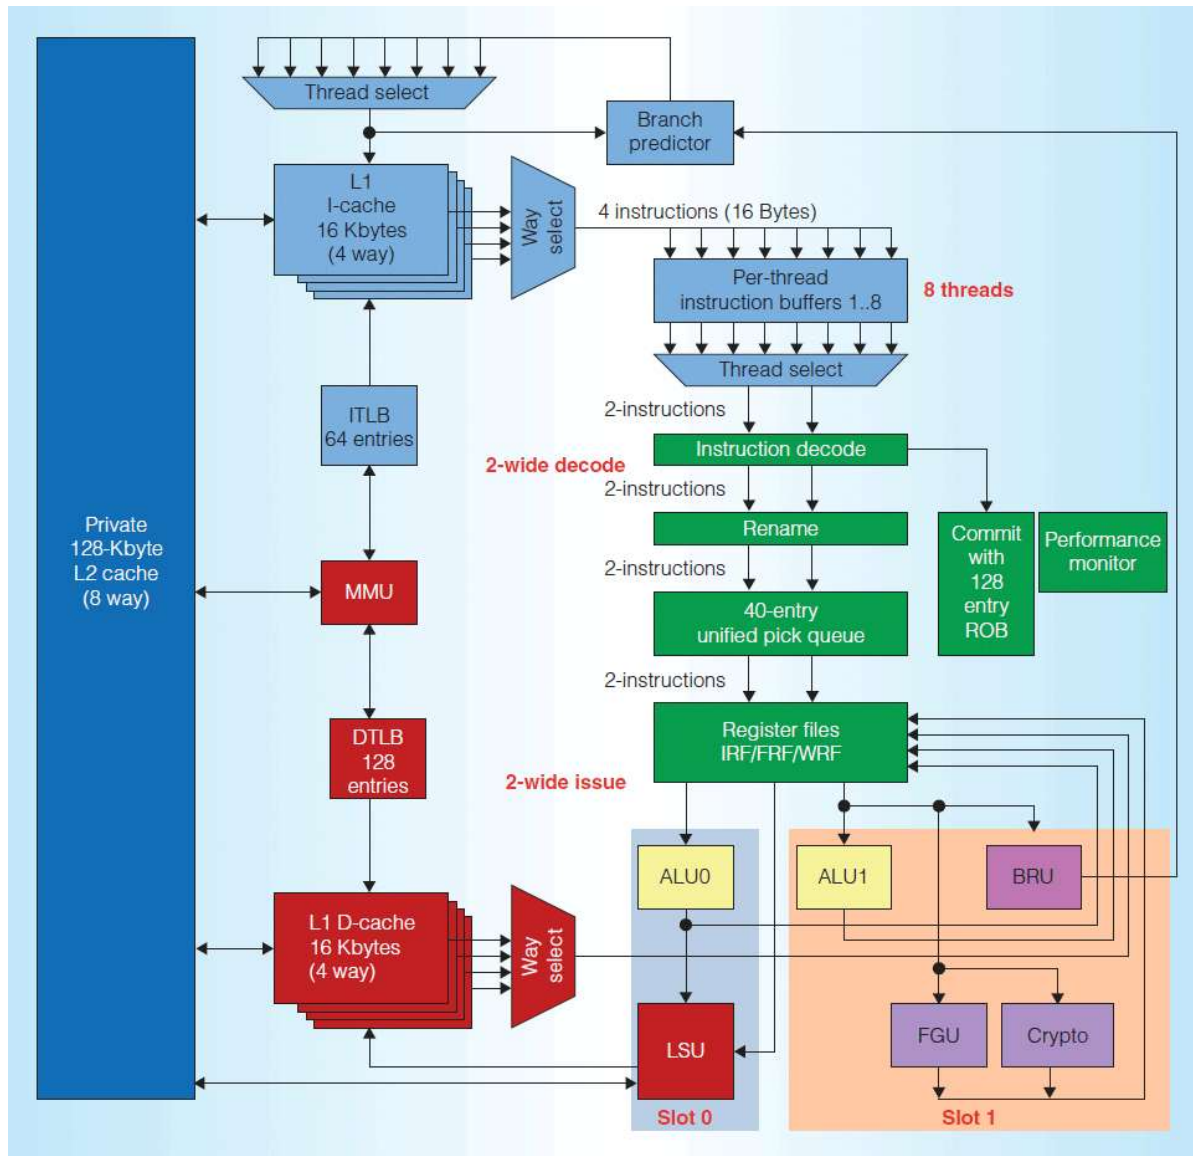 Thread select
Branch
predictor
L1
I-cache
16 Kbytes
(4 way)
Way
select
4 instructions (16 Bytes)
Per-thread
instruction buffers 1..8
8 threads
Thread select
ITLB
64 entries
2-instructions
Instruction decode
2-wide decode
2-instructions
Rename
Private
128-Kbyte
L2 cache
(8 way)
MMU
2-instructions
Commit
with
128
entry
ROB
Performance
monitor
40-entry
unified pick queue
2-instructions
DTLB
128
entries
Register files
IRF/FRF/WRF
2-wide issue
ALU0
ALU1
BRU
L1 D-cache
16 Kbytes
(4 way)
Way
select
LSU
FGU
Crypto
Slot 0
Slot 1